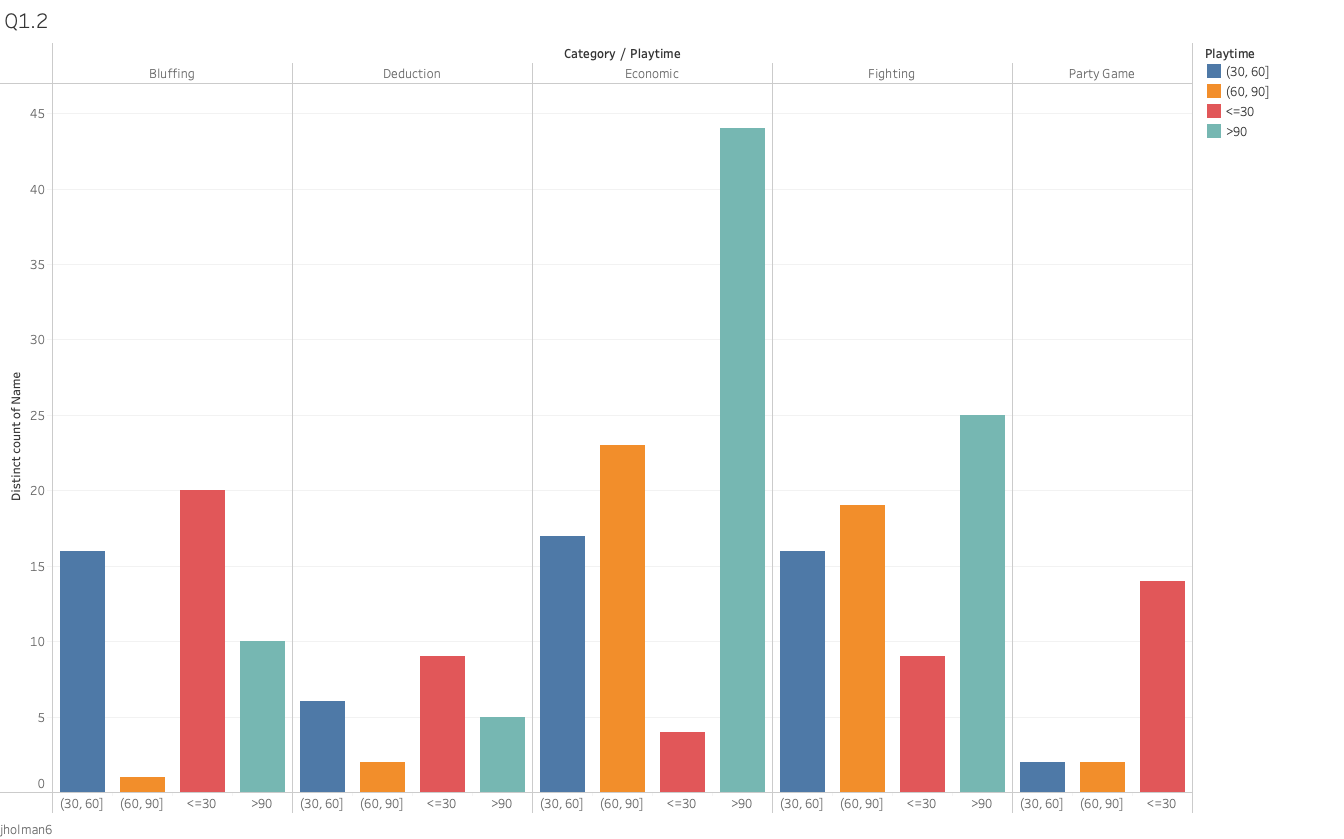 Q1.2
Category / Playtime
Bluffing Deduction Economic Fighting Party Game
Playtime
(30, 60]
(60, 90]
<=30
>90
Distinct count of Name
45
40
35
30
25
20
15
10
5
0
(30, 60] (60, 90] <=30 >90 (30, 60] (60, 90] <=30 >90 (30, 60] (60, 90] <=30 >90 (30, 60] (60, 90] <=30 >90 (30, 60] (60, 90] <=30
jholman6